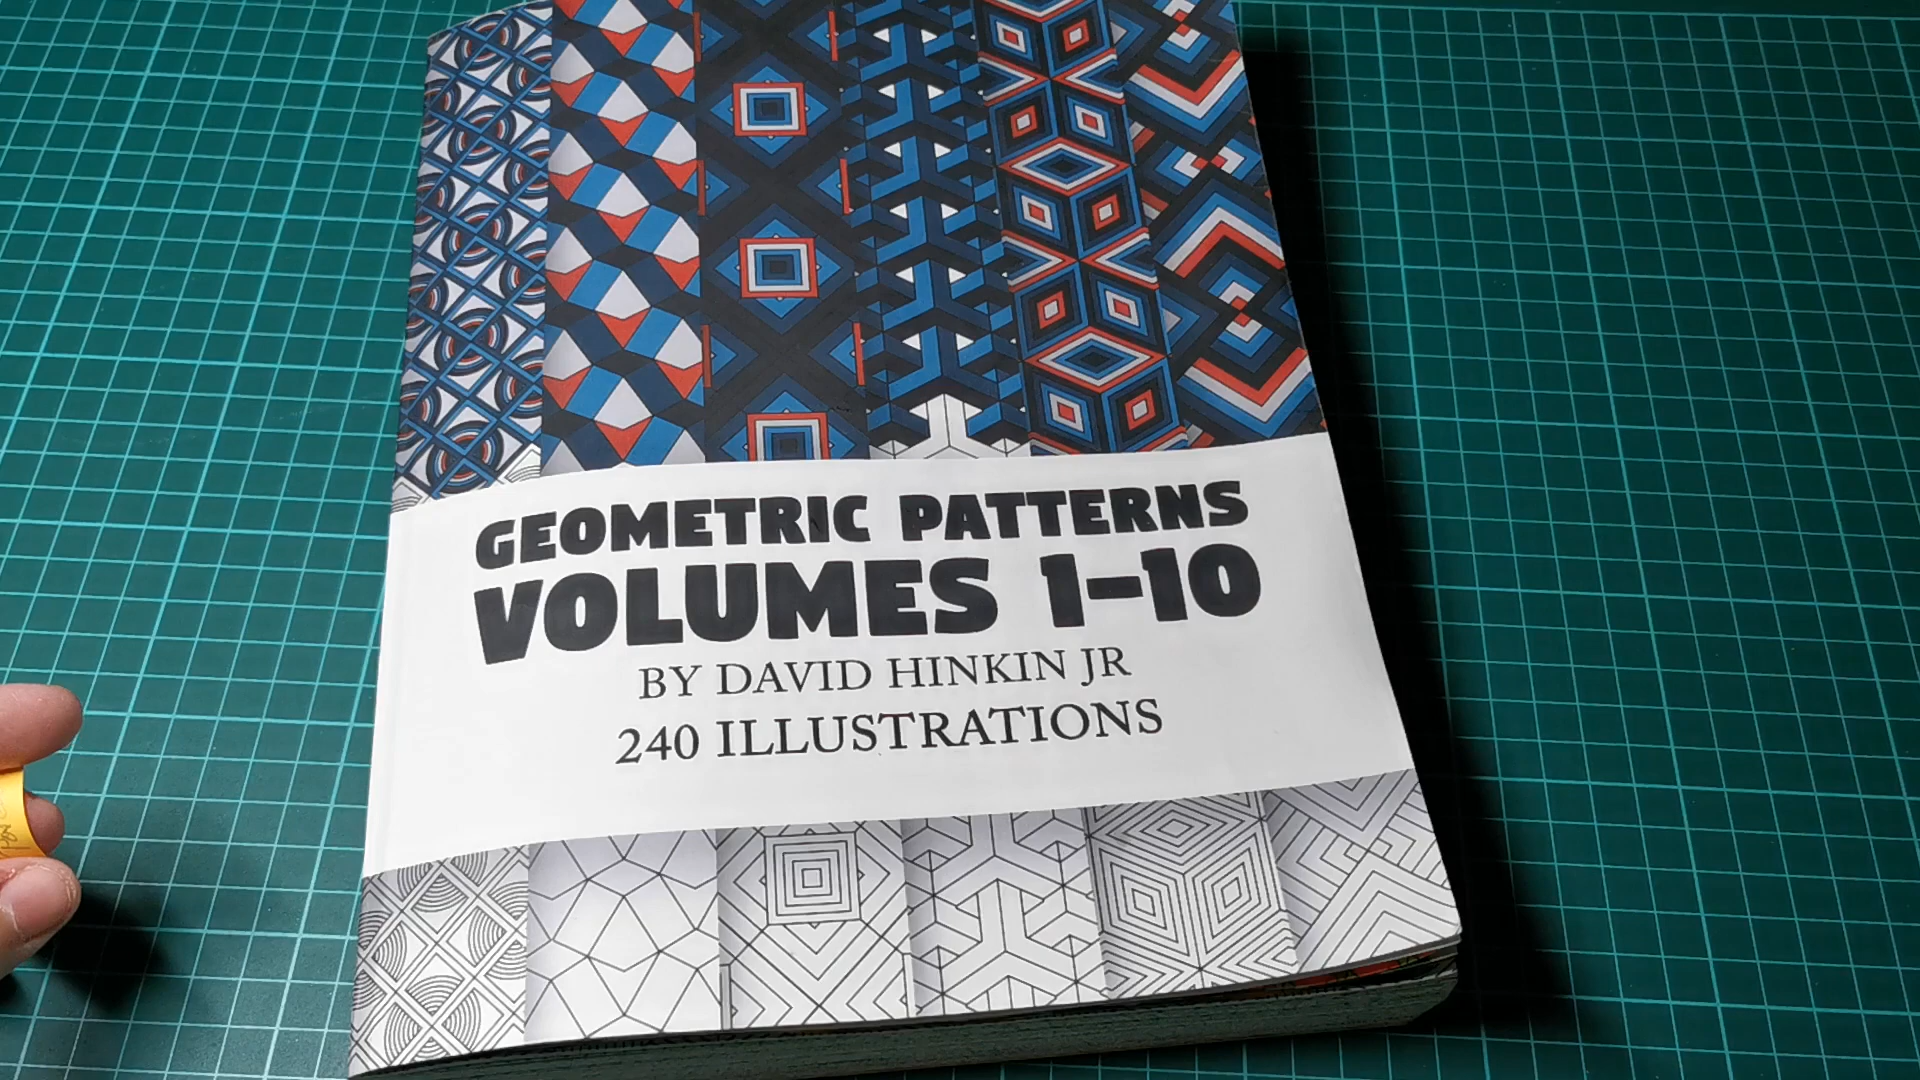 GEOMETRIC PATTERNS
VOLUMES 1-10
BY DAVID HINKIN JR
240 ILLUSTRATIONS